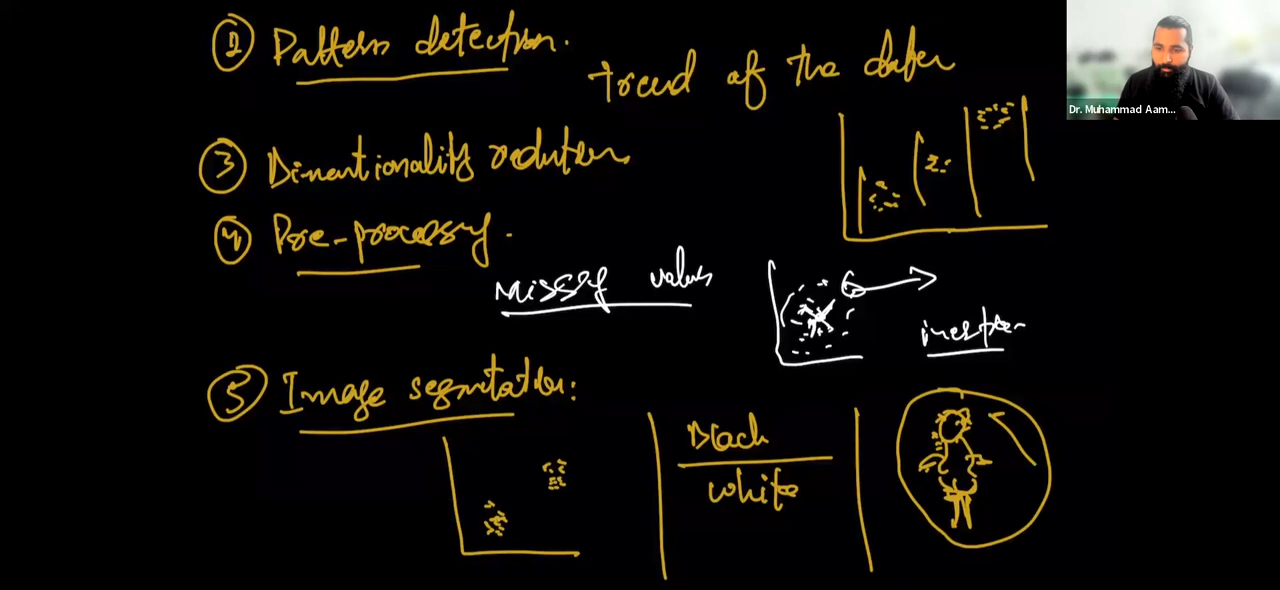 ② Pattern detection.
trend of the data
③ Dimentionality reduction
④ Pre-processing.
missing values
⑤ Image segmentation:
Black
white
Dr. Muhammad Aam...